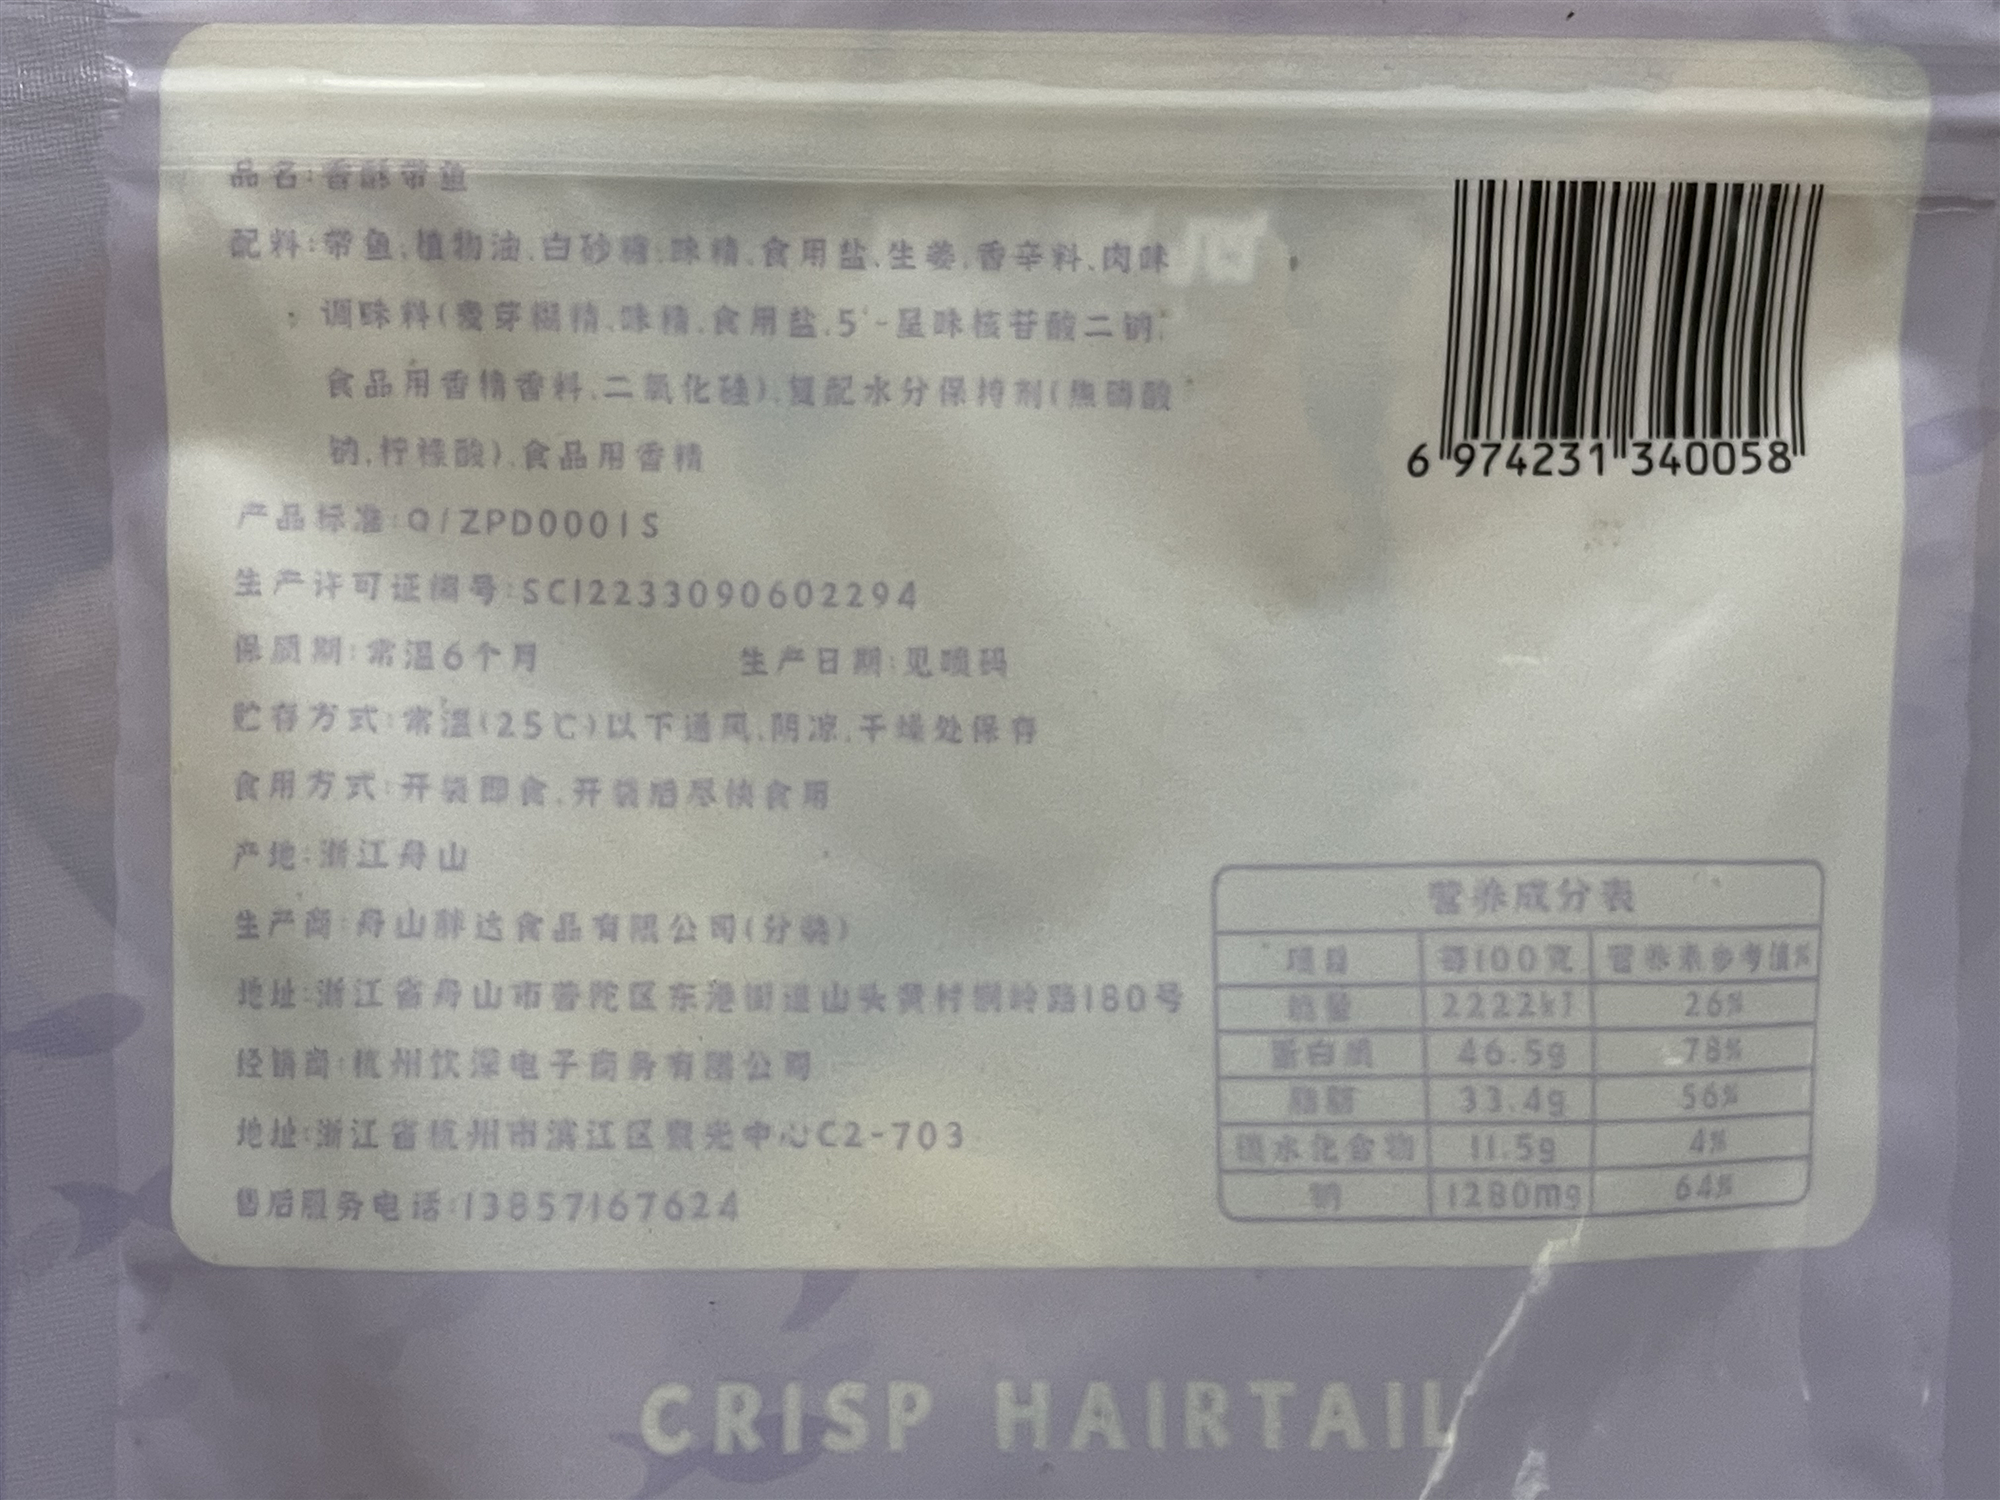 品名:香酥带鱼
配料:带鱼、植物油、白砂糖、味精、食用盐、生姜、香辛料、肉味
调味料(麦芽糊精、味精、食用盐、5'-呈味核苷酸二钠、
食品用香精香料、二氧化硅)、复配水分保持剂(焦磷酸
钠、柠檬酸)、食品用香精
产品标准:Q/ZPD0001S
生产许可证编号:SC12233090602294
保质期:常温6个月 生产日期:见喷码
贮存方式:常温(25℃)以下通风、阴凉、干燥处保存
食用方式:开袋即食,开袋后尽快食用
产地:浙江舟山
生产商:舟山胖达食品有限公司(分装)
地址:浙江省舟山市普陀区东港街道山头黄村 岭路180号
经销商:杭州饮深电子商务有限公司
地址:浙江省杭州市滨江区聚光中心C2-703
售后服务电话:13857167624
6 974231 340058
营养成分表
项目 每100克 营养素参考值%
能量 2222kJ 26%
蛋白质 46.5g 78%
脂肪 33.4g 56%
碳水化合物 11.5g 4%
钠 1280mg 64%
CRISP HAIRTAIL